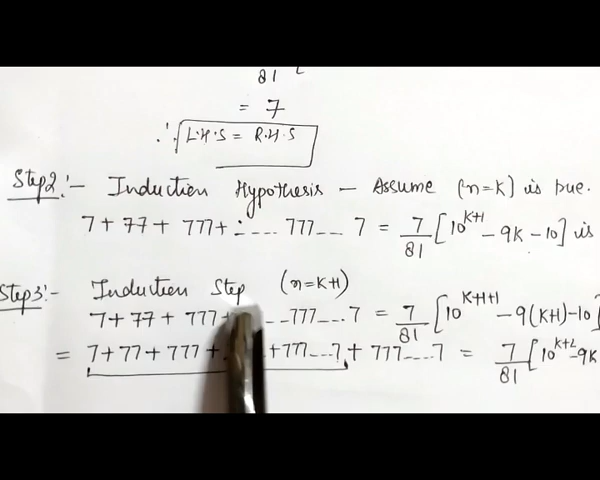 81
= 7
∴ L.H.S = R.H.S
Step2:- Induction Hypothesis - Assume (n=K) is true.
7 + 77 + 777 + ..... 777... 7 = 7/81 [10^K+1 - 9K - 10] is
Step3:- Induction Step (n=K+1)
7 + 77 + 777 + ...777...7 = 7/81 [10^K+1+1 - 9(K+1) - 10]
= 7 + 77 + 777 + ... + 777...7 + 777...7 = 7/81 [10^K+2 - 9K